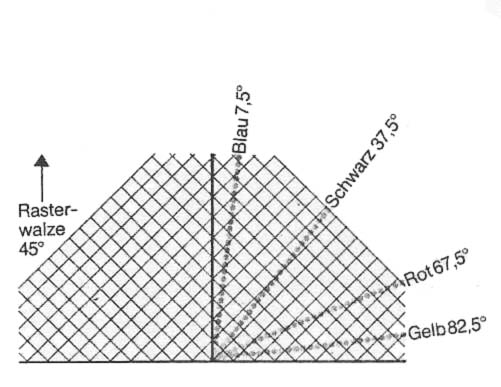 Blau 7,5°
Schwarz 37,5°
Raster-
walze
45°
Rot 67,5°
Gelb 82,5°